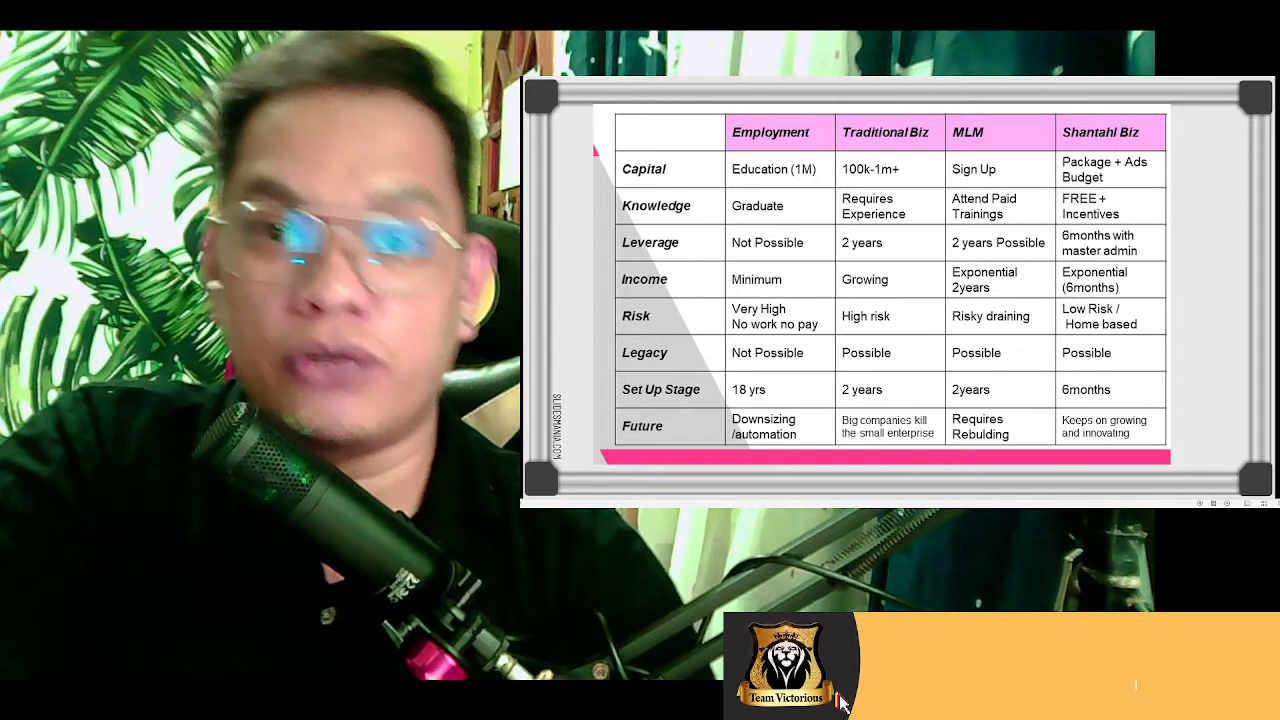 Employment Traditional Biz MLM Shantahl Biz
Capital Education (1M) 100k-1m+ Sign Up Package + Ads Budget
Knowledge Graduate Requires Experience Attend Paid Trainings FREE + Incentives
Leverage Not Possible 2 years 2 years Possible 6months with master admin
Income Minimum Growing Exponential 2years Exponential (6months)
Risk Very High No work no pay High risk Risky draining Low Risk / Home based
Legacy Not Possible Possible Possible Possible
Set Up Stage 18 yrs 2 years 2years 6months
Future Downsizing /automation Big companies kill the small enterprise Requires Rebulding Keeps on growing and innovating
SLIDESMANIA.COM
Team Victorious